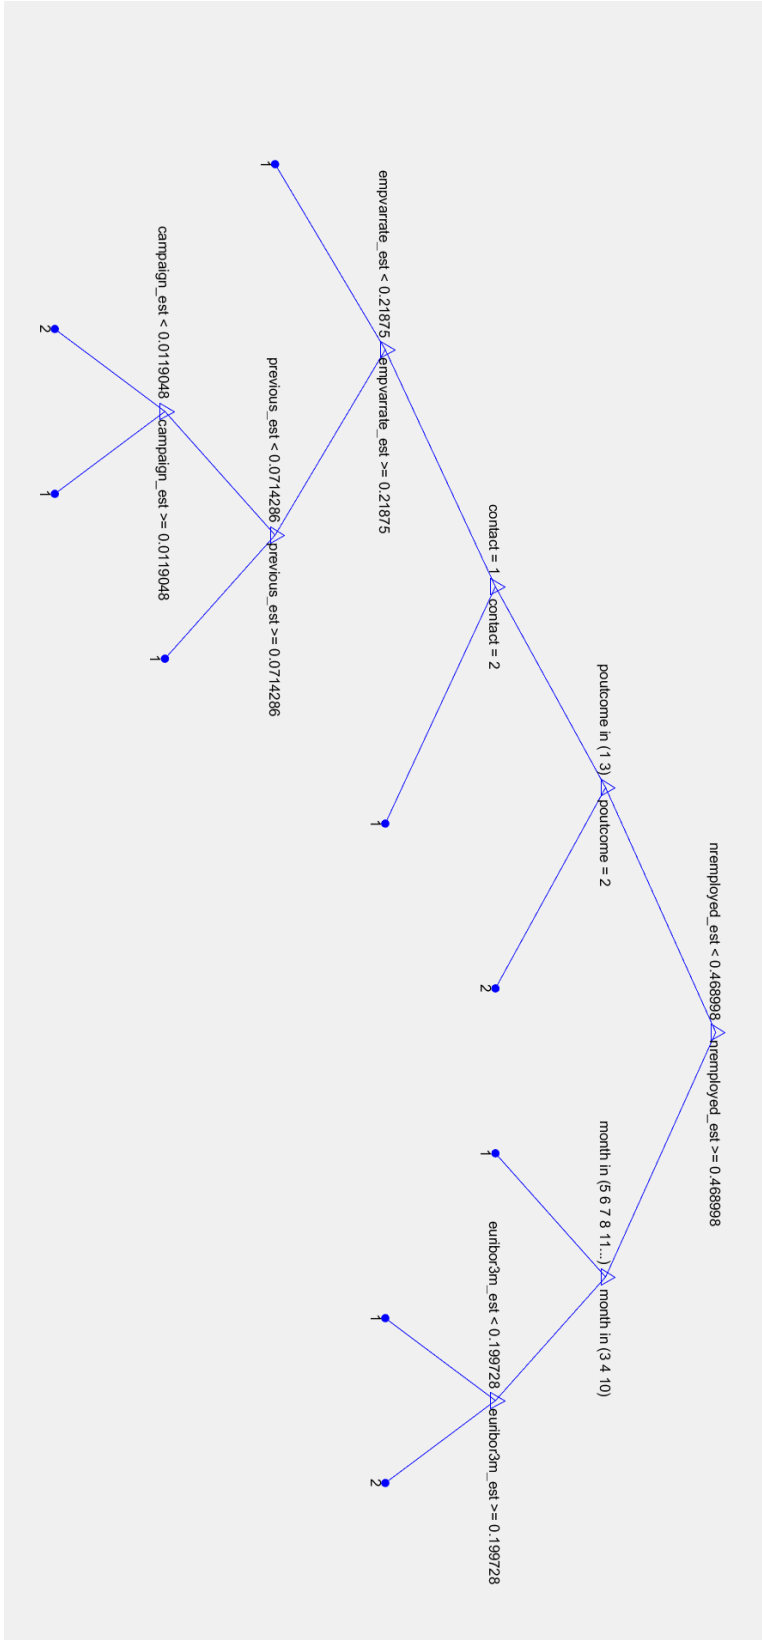 nremployed_est < 0.468998
nremployed_est >= 0.468998
poutcome in (1 3)
poutcome = 2
month in (5 6 7 8 11...)
month in (3 4 10)
contact = 1
contact = 2
2
1
euribor3m_est < 0.199728
euribor3m_est >= 0.199728
empvarrate_est < 0.21875
empvarrate_est >= 0.21875
1
1
2
1
previous_est < 0.0714286
previous_est >= 0.0714286
campaign_est < 0.0119048
campaign_est >= 0.0119048
1
2
1